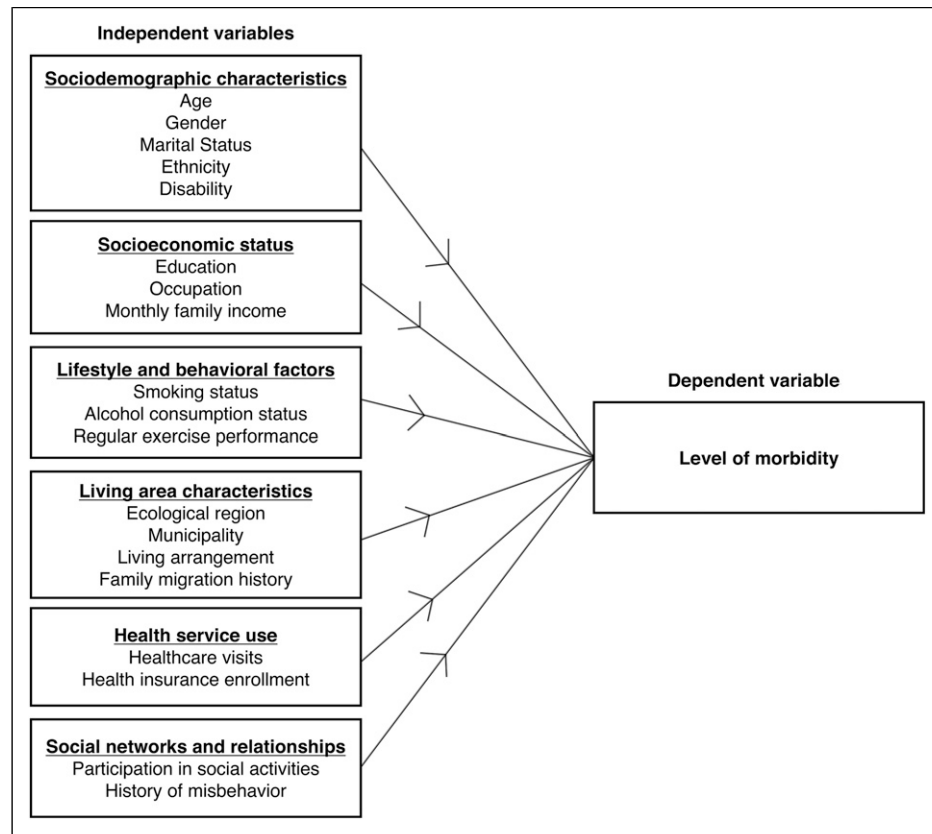 Independent variables
Sociodemographic characteristics
Age
Gender
Marital Status
Ethnicity
Disability
Socioeconomic status
Education
Occupation
Monthly family income
Lifestyle and behavioral factors
Smoking status
Alcohol consumption status
Regular exercise performance
Living area characteristics
Ecological region
Municipality
Living arrangement
Family migration history
Health service use
Healthcare visits
Health insurance enrollment
Social networks and relationships
Participation in social activities
History of misbehavior
Dependent variable
Level of morbidity